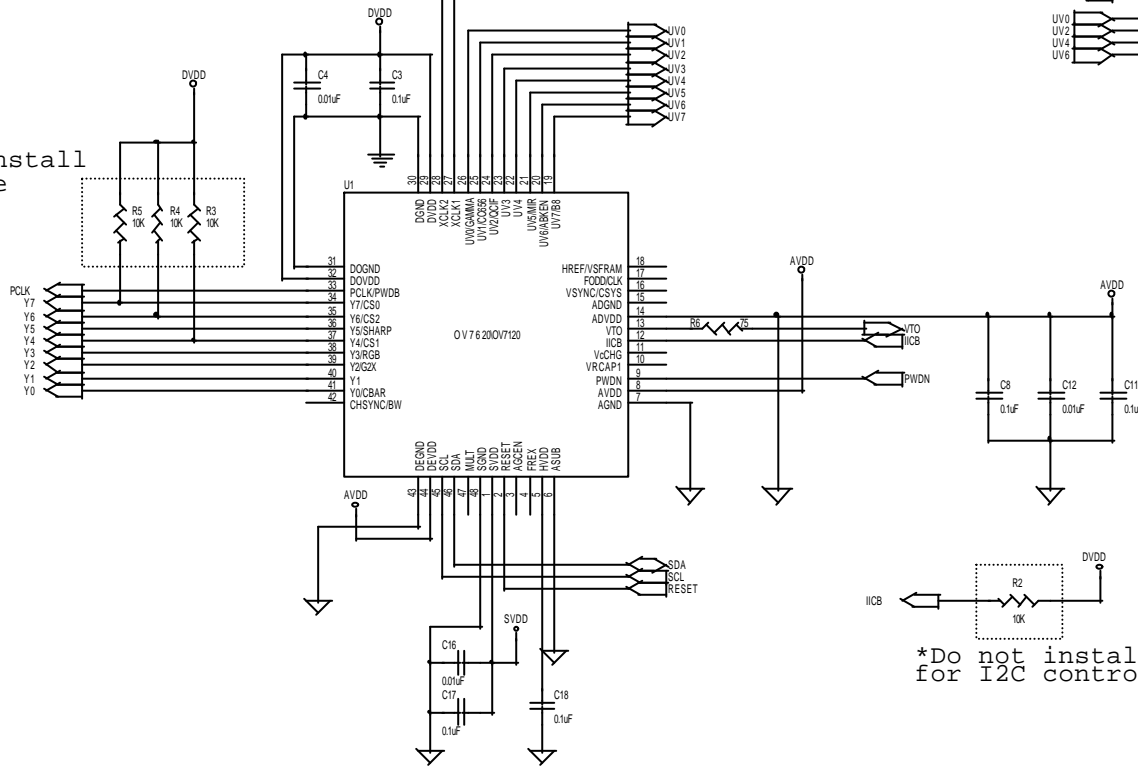 DVDD
C4
0.01uF
C3
0.1uF
UV0
UV1
UV2
UV3
UV4
UV5
UV6
UV7
UV0
UV2
UV4
UV6
DVDD
nstall
e
R5
10K
R4
10K
R3
10K
U1
30
29
28
27
26
25
24
23
22
21
20
19
DGND
DVDD
XCLK2
XCLK1
UV0/GAMMA
UV1/CC656
UV2/QCIF
UV3
UV4
UV5/MIR
UV6/ABKEN
UV7/B8
PCLK
Y7
Y6
Y5
Y4
Y3
Y2
Y1
Y0
31 DOGND
32 DOVDD
33 PCLK/PWDB
34 Y7/CS0
35 Y6/CS2
36 Y5/SHARP
37 Y4/CS1
38 Y3/RGB
39 Y2/G2X
40 Y1
41 Y0/CBAR
42 CHSYNC/BW
OV7620\OV7120
HREF/VSFRAM 18
FODD/CLK 17
VSYNC/CSYS 16
ADGND 15
ADVDD 14
VTO 13
IICB 12
VcCHG 11
VRCAP1 10
PWDN 9
AVDD 8
AGND 7
R6 75
VTO
IICB
PWDN
AVDD
AVDD
C8
0.1uF
C12
0.01uF
C11
0.1u
DEGND
DEVDD
SCL
SDA
MULT
SGND
SVDD
RESET
AGCEN
FREX
HVDD
ASUB
43
44
45
46
47
48
1
2
3
4
5
6
AVDD
SDA
SCL
RESET
SVDD
C16
0.01uF
C17
0.1uF
C18
0.1uF
IICB
R2
10K
DVDD
*Do not instal
for I2C contro